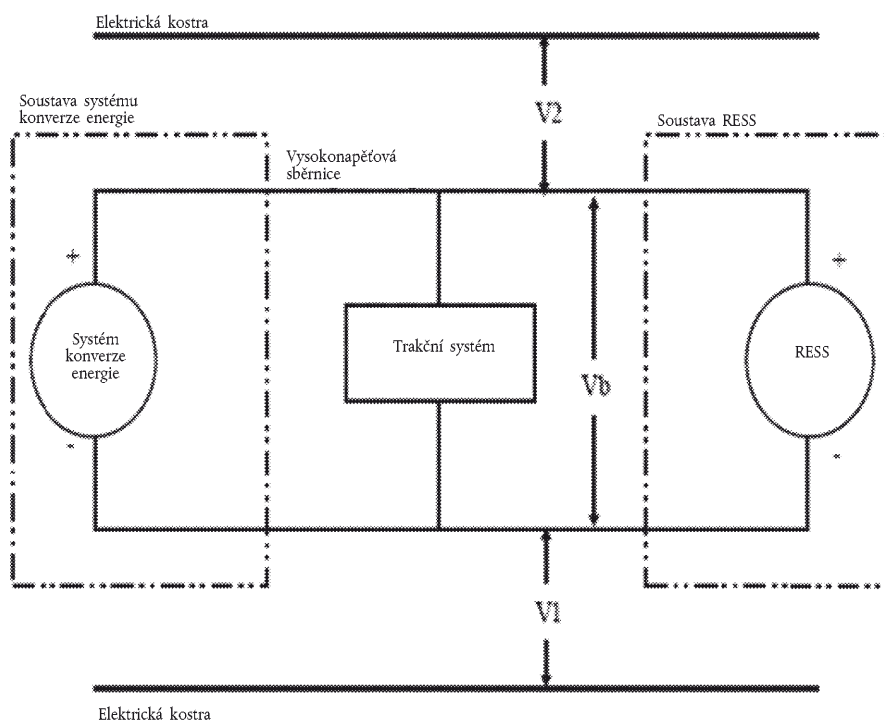 Elektrická kostra
Soustava systému
konverze energie
V2
Soustava RESS
Vysokonapěťová
sběrnice
+
+
Systém
konverze
energie
Trakční systém
RESS
Vb
-
-
V1
Elektrická kostra